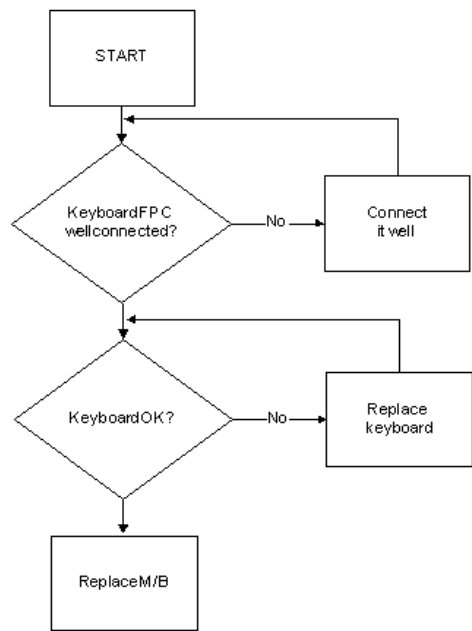 START
KeyboardFPC
wellconnected?
No
Connect
it well
KeyboardOK?
No
Replace
keyboard
ReplaceM/B